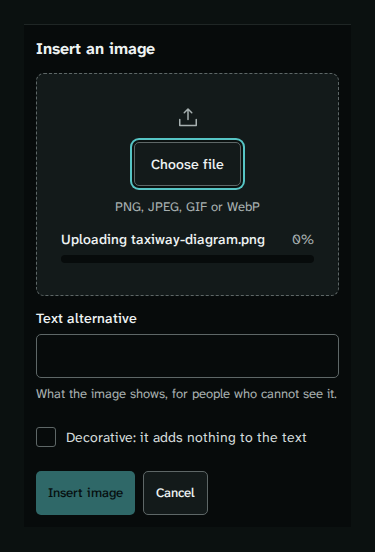 Insert an image
Choose file
PNG, JPEG, GIF or WebP
Uploading taxiway-diagram.png 0%
Text alternative
What the image shows, for people who cannot see it.
Decorative: it adds nothing to the text
Insert image Cancel